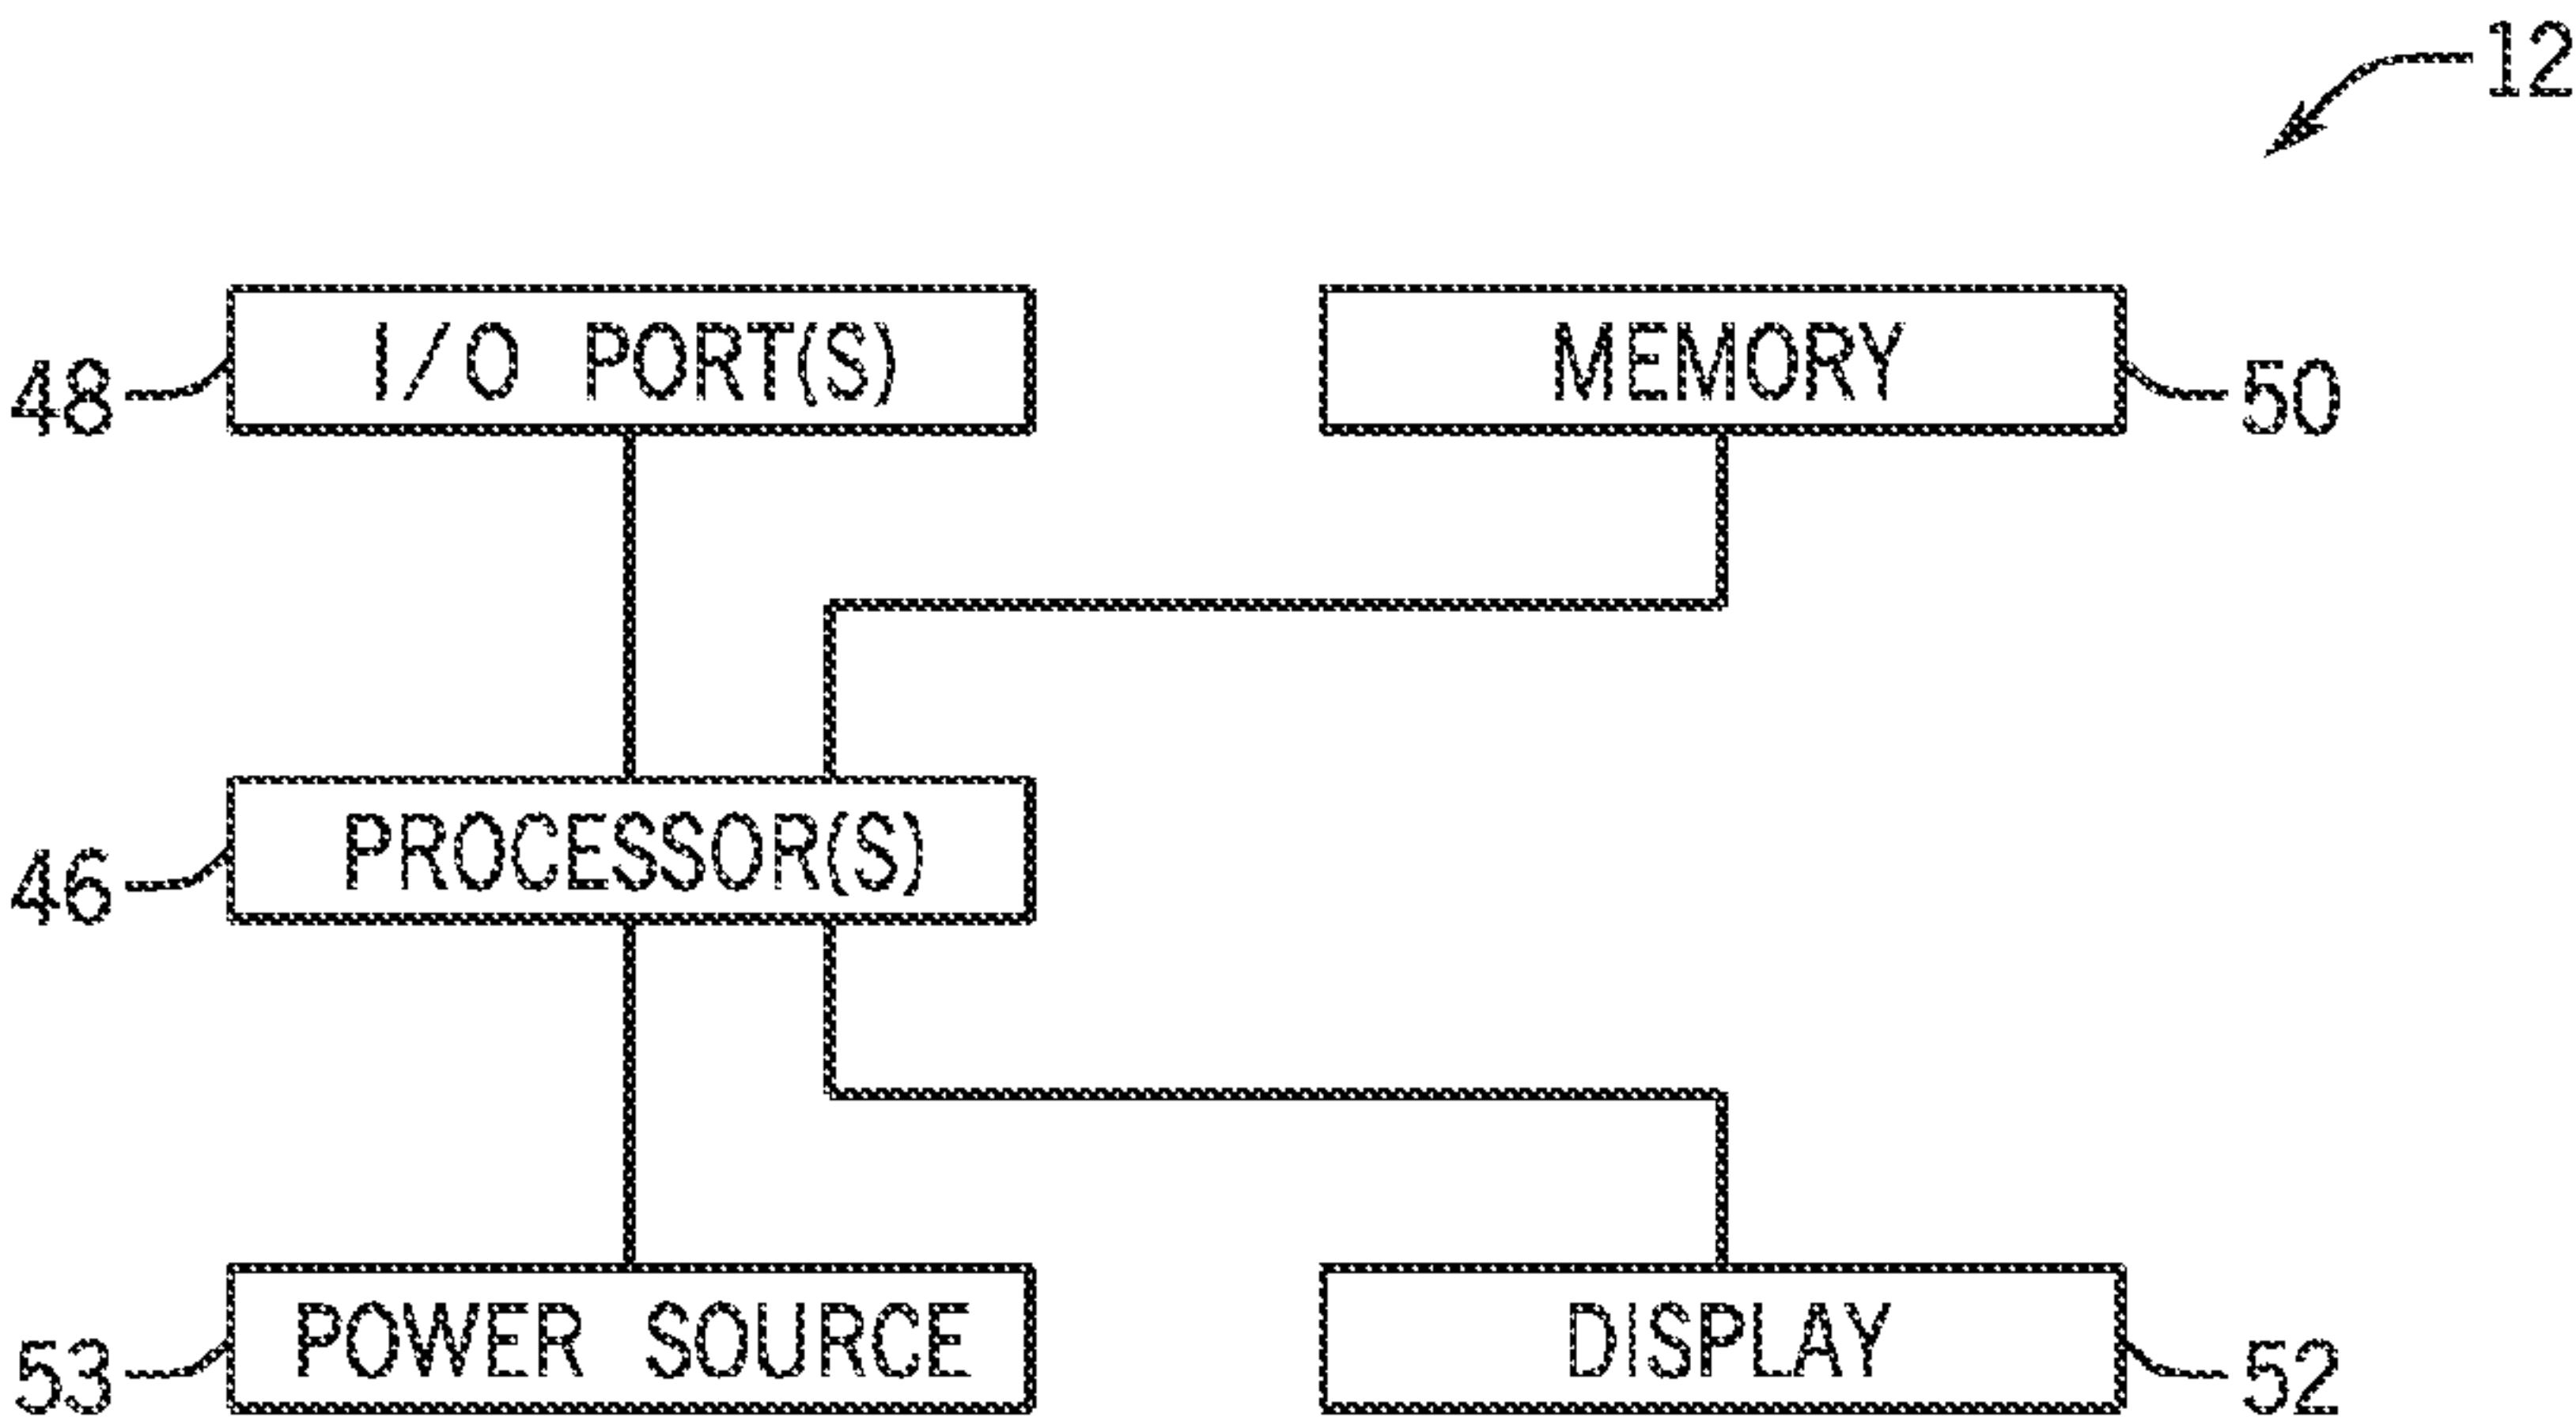 12
I/O PORT(S)
MEMORY
48
50
PROCESSOR(S)
46
POWER SOURCE
DISPLAY
53
52